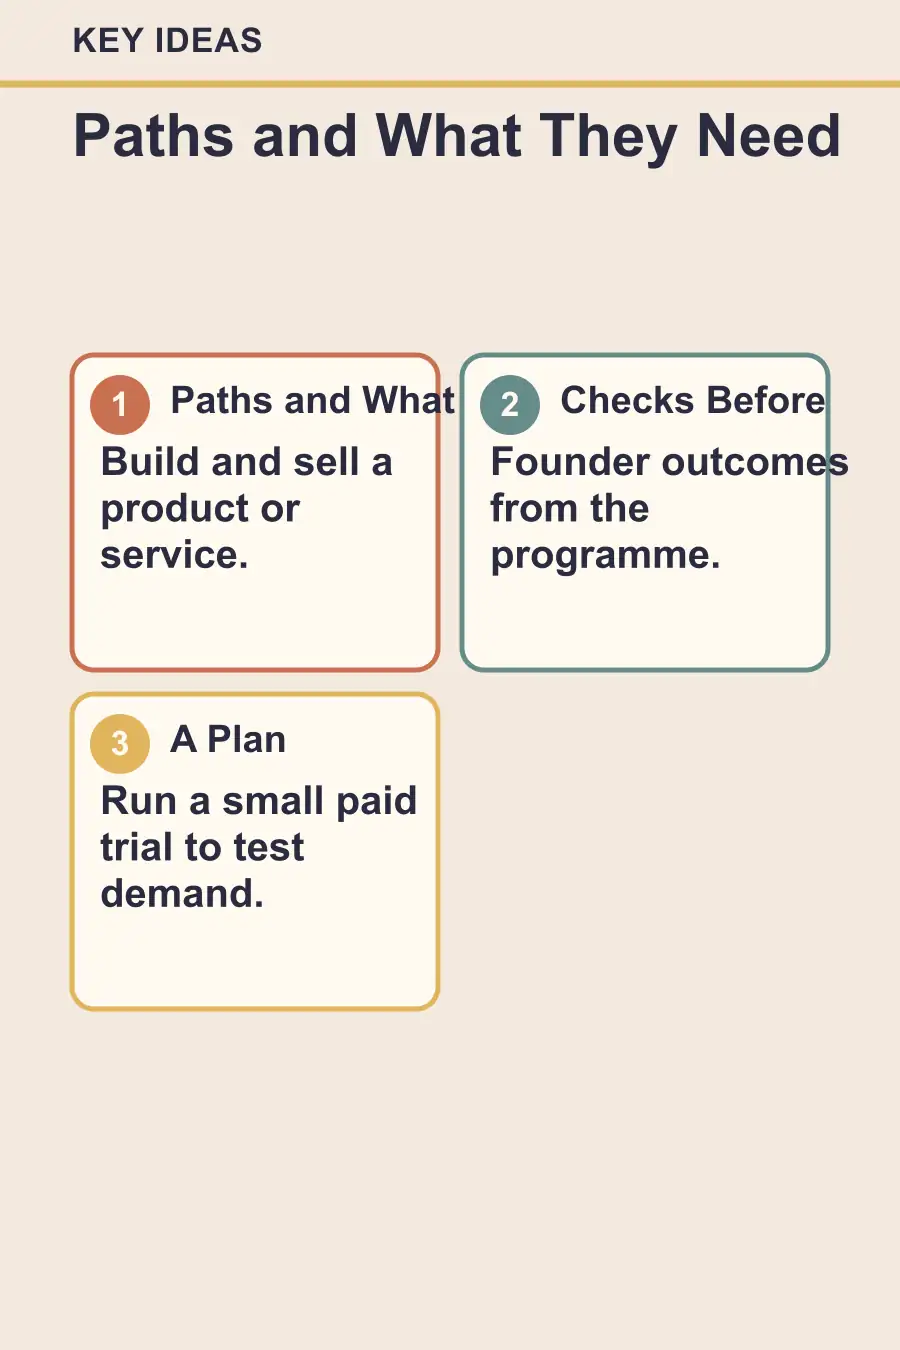 KEY IDEAS
Paths and What They Need
1
Paths and What
Build and sell a
product or
service.
2
Checks Before
Founder outcomes
from the
programme.
3
A Plan
Run a small paid
trial to test
demand.